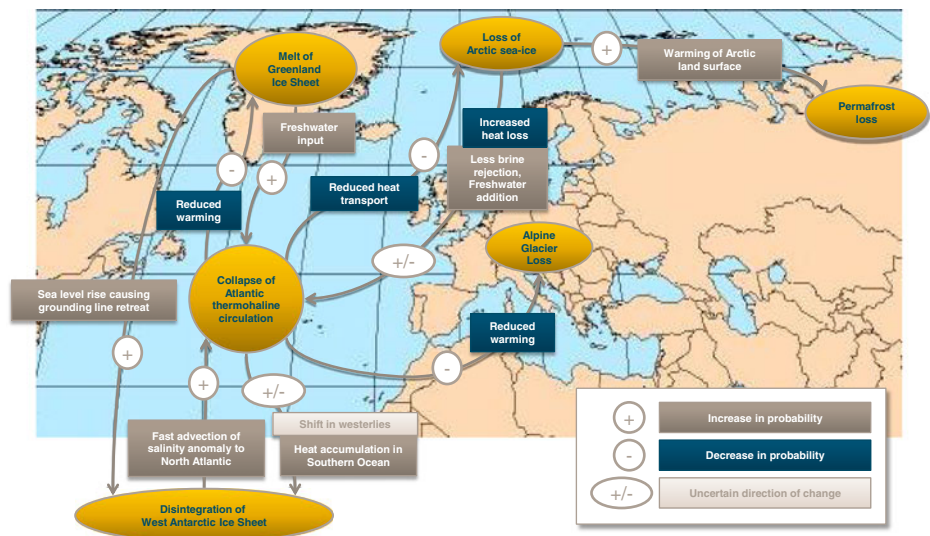 Melt of
Greenland
Ice Sheet
Loss of
Arctic sea-ice
+
Warming of Arctic
land surface
Permafrost
loss
Freshwater
input
Increased
heat loss
-
+
-
Less brine
rejection,
Freshwater
addition
Reduced
warming
Reduced heat
transport
+/-
Alpine
Glacier
Loss
Collapse of
Atlantic
thermohaline
circulation
Sea level rise causing
grounding line retreat
Reduced
warming
+
+
+/-
-
Shift in westerlies
Fast advection of
salinity anomaly to
North Atlantic
Heat accumulation in
Southern Ocean
Disintegration of
West Antarctic Ice Sheet
+ Increase in probability
- Decrease in probability
+/- Uncertain direction of change